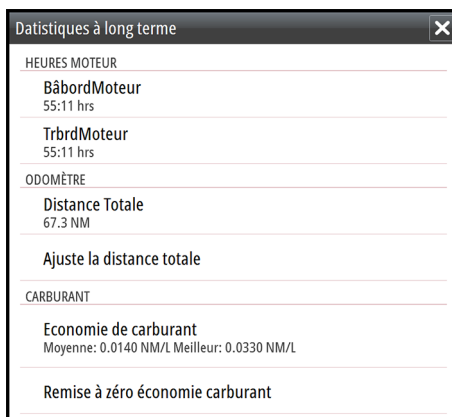 Datistiques à long terme
HEURES MOTEUR
BâbordMoteur
55:11 hrs
TrbrdMoteur
55:11 hrs
ODOMÈTRE
Distance Totale
67.3 NM
Ajuste la distance totale
CARBURANT
Economie de carburant
Moyenne: 0.0140 NM/L Meilleur: 0.0330 NM/L
Remise à zéro économie carburant